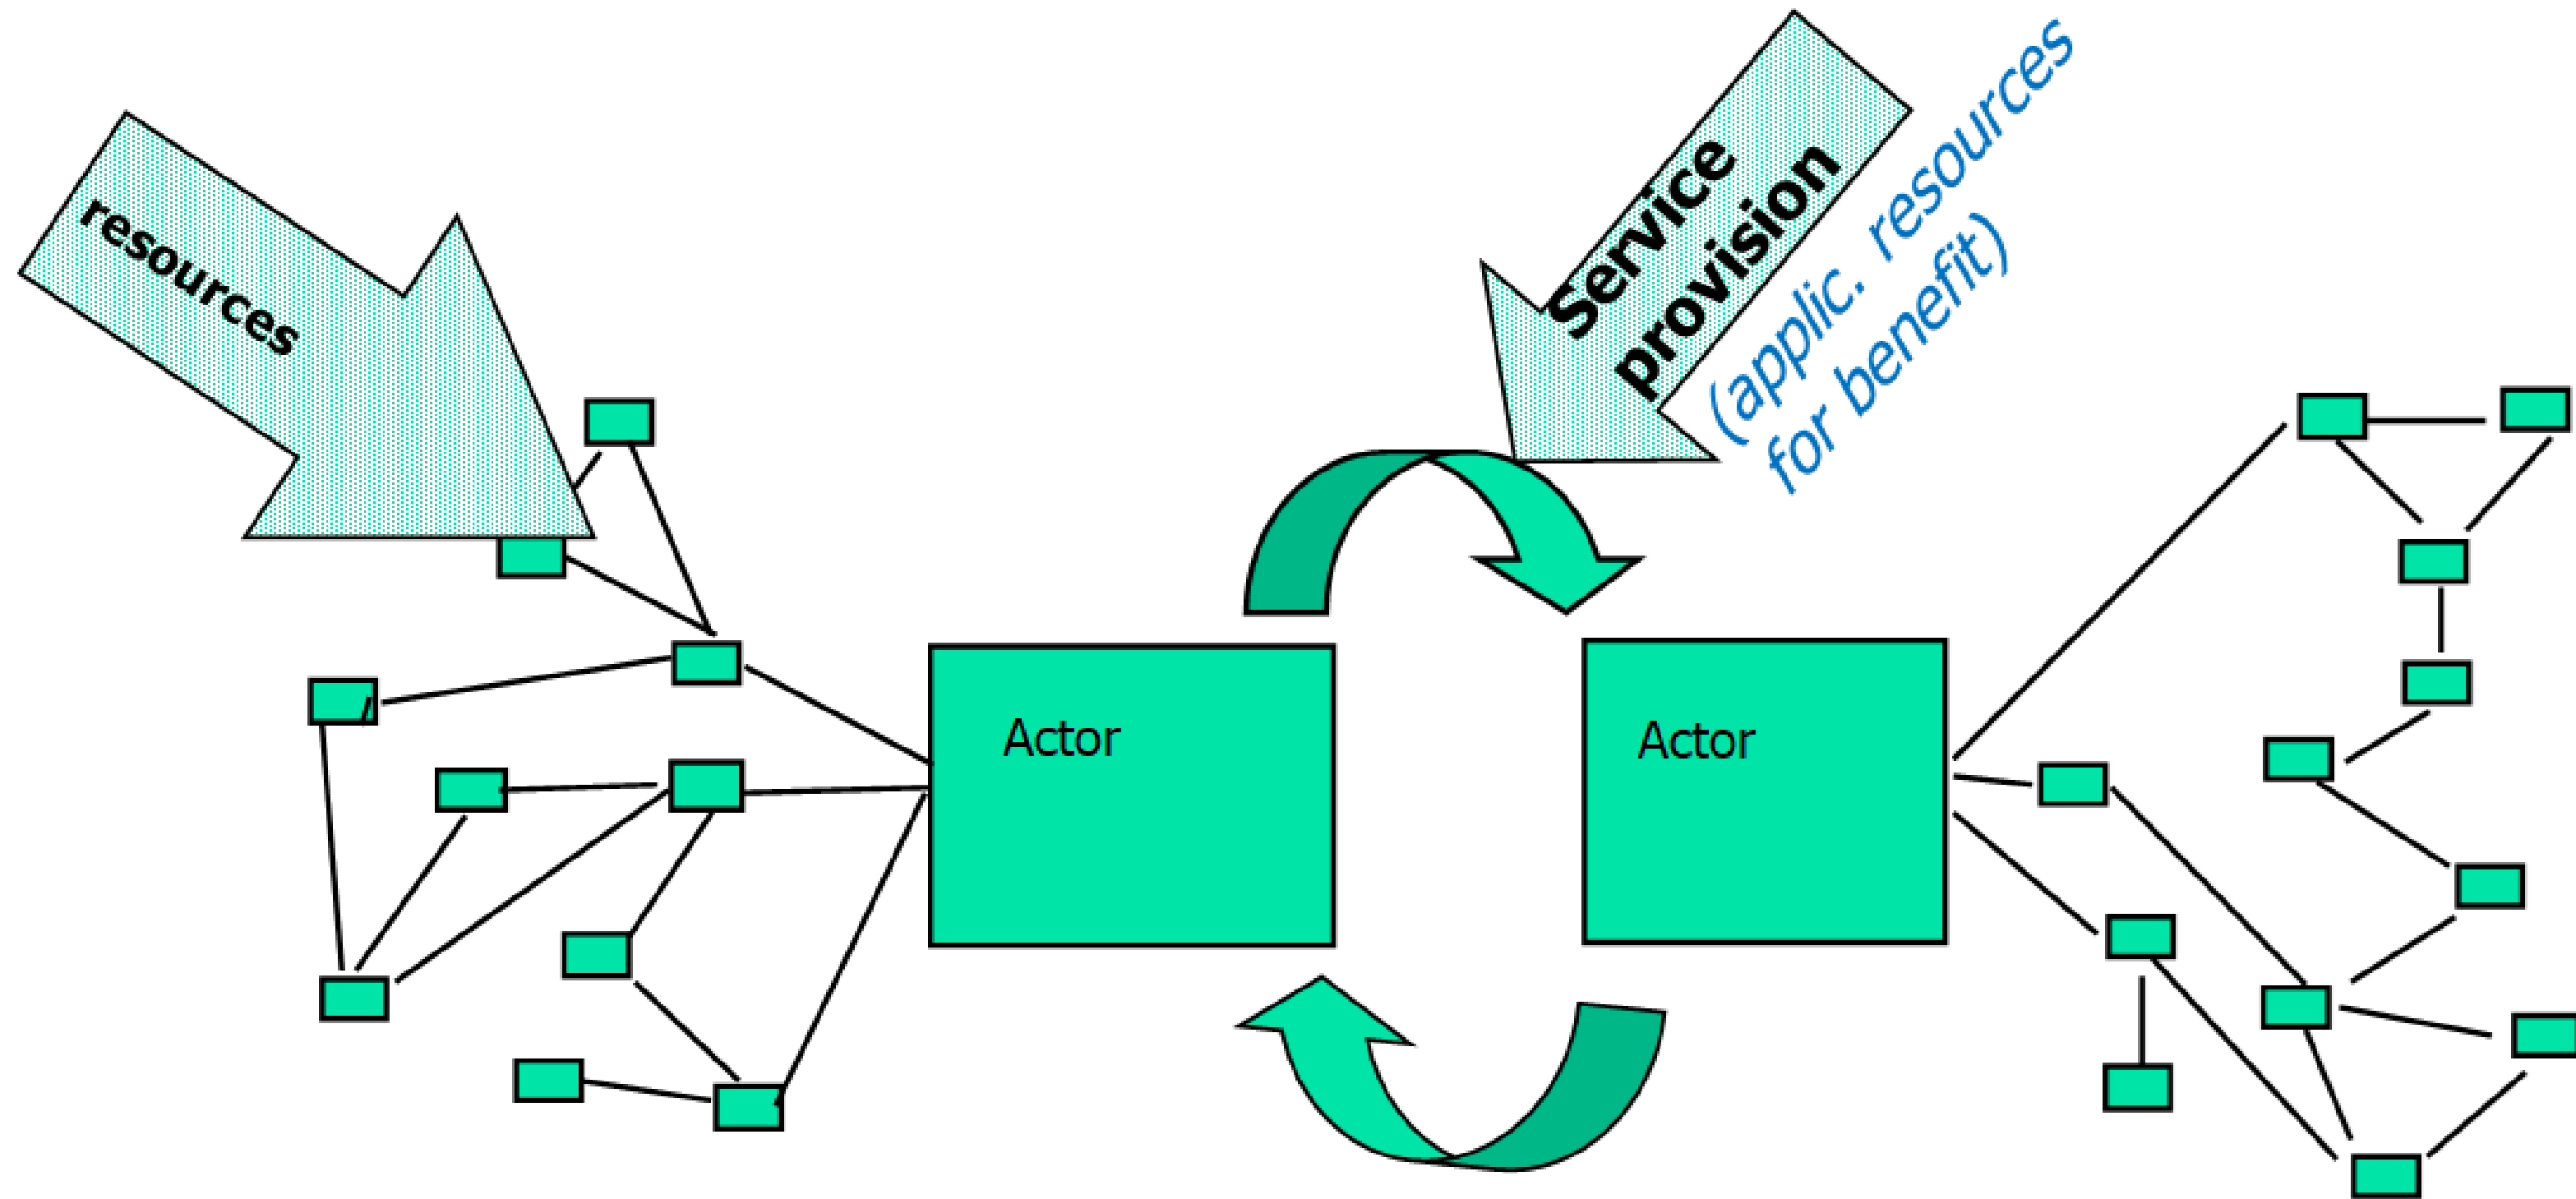 resources
Service
provision
(applic. resources
for benefit)
Actor
Actor